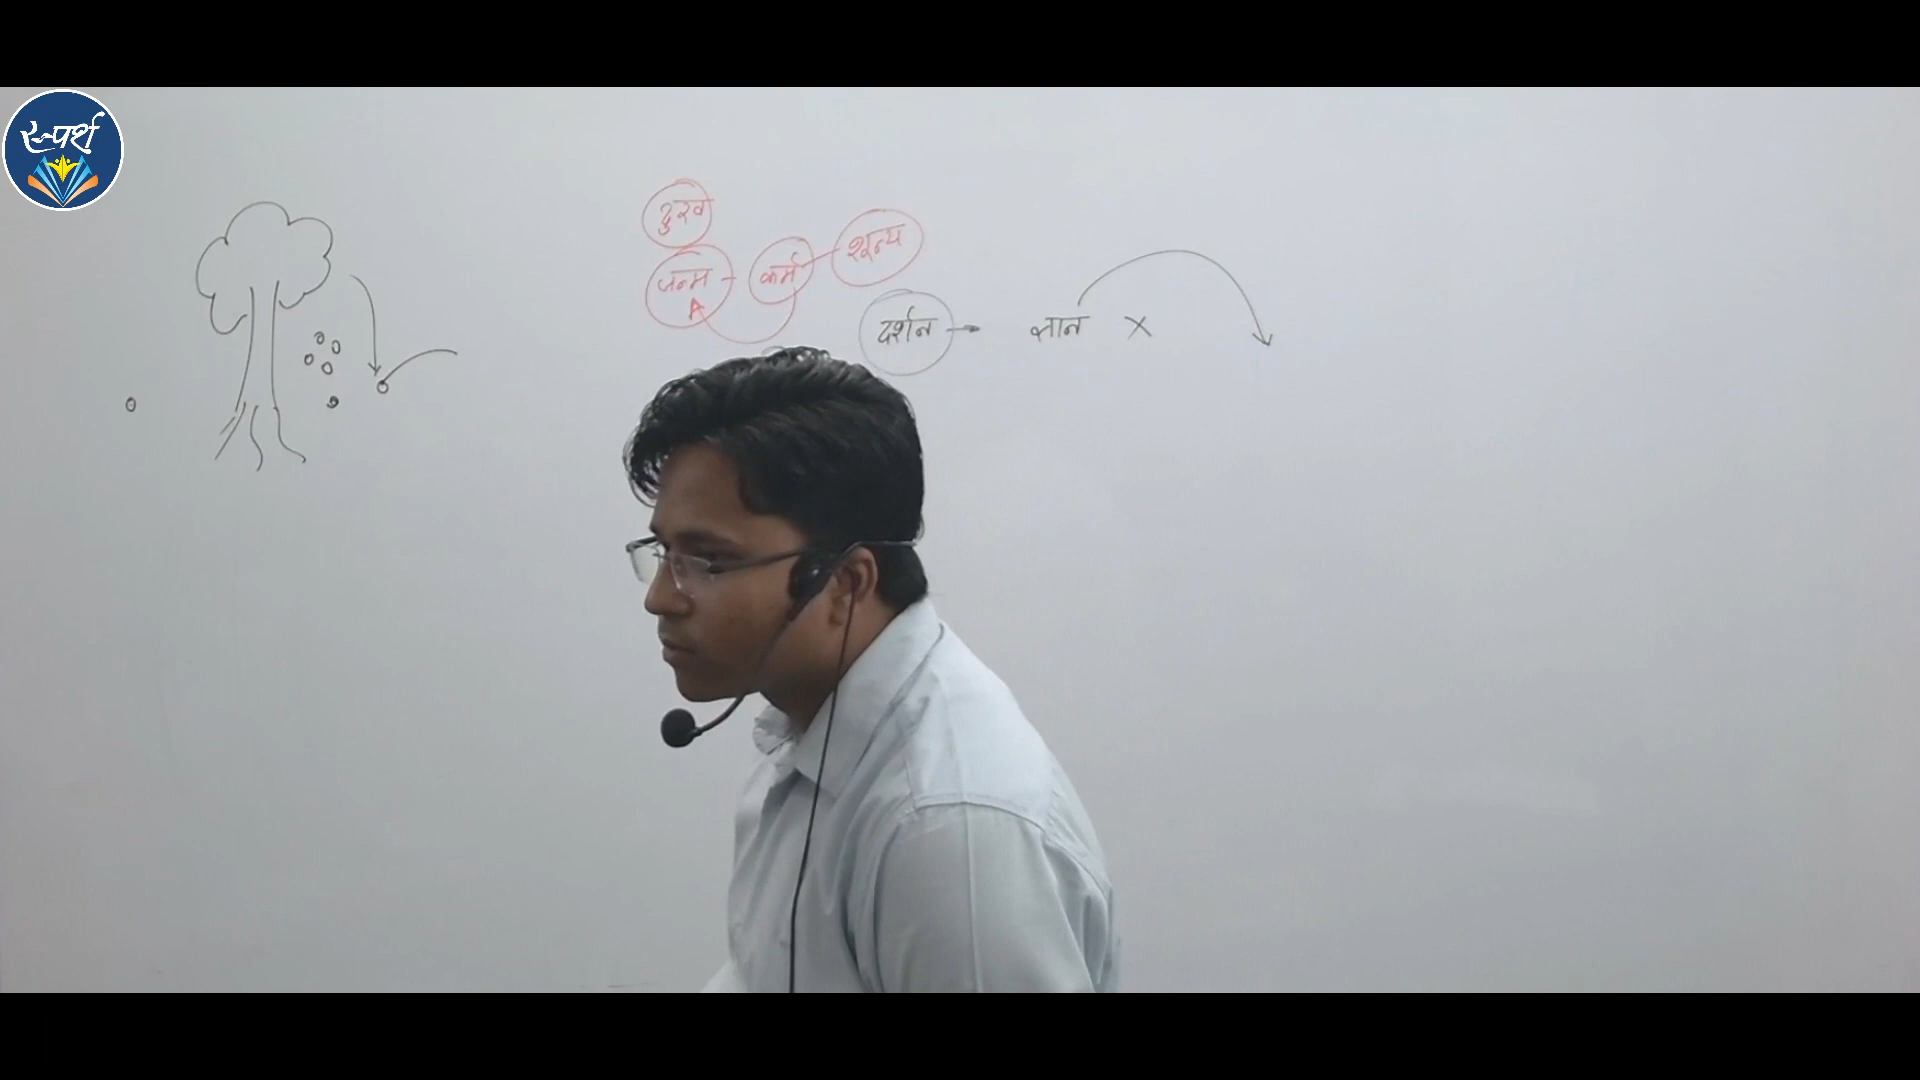 स्पर्श
दुख
जन्म - कर्म - शून्य
A
दर्शन → ज्ञान ×